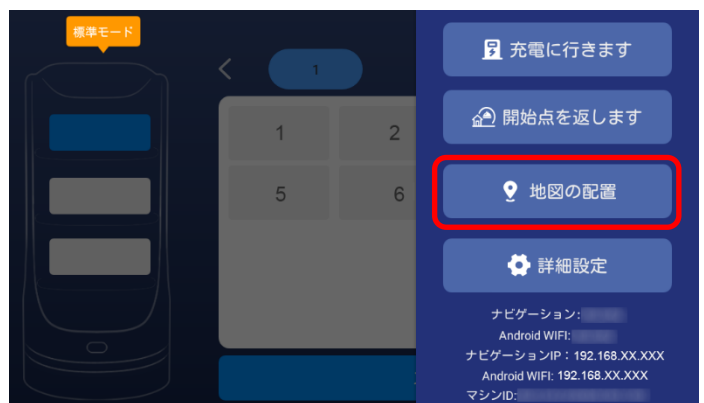 標準モード
1
1
2
5
6
充電に行きます
開始点を返します
地図の配置
詳細設定
ナビゲーション:
Android WIFI:
ナビゲーションIP：192.168.XX.XXX
Android WIFI: 192.168.XX.XXX
マシンID: